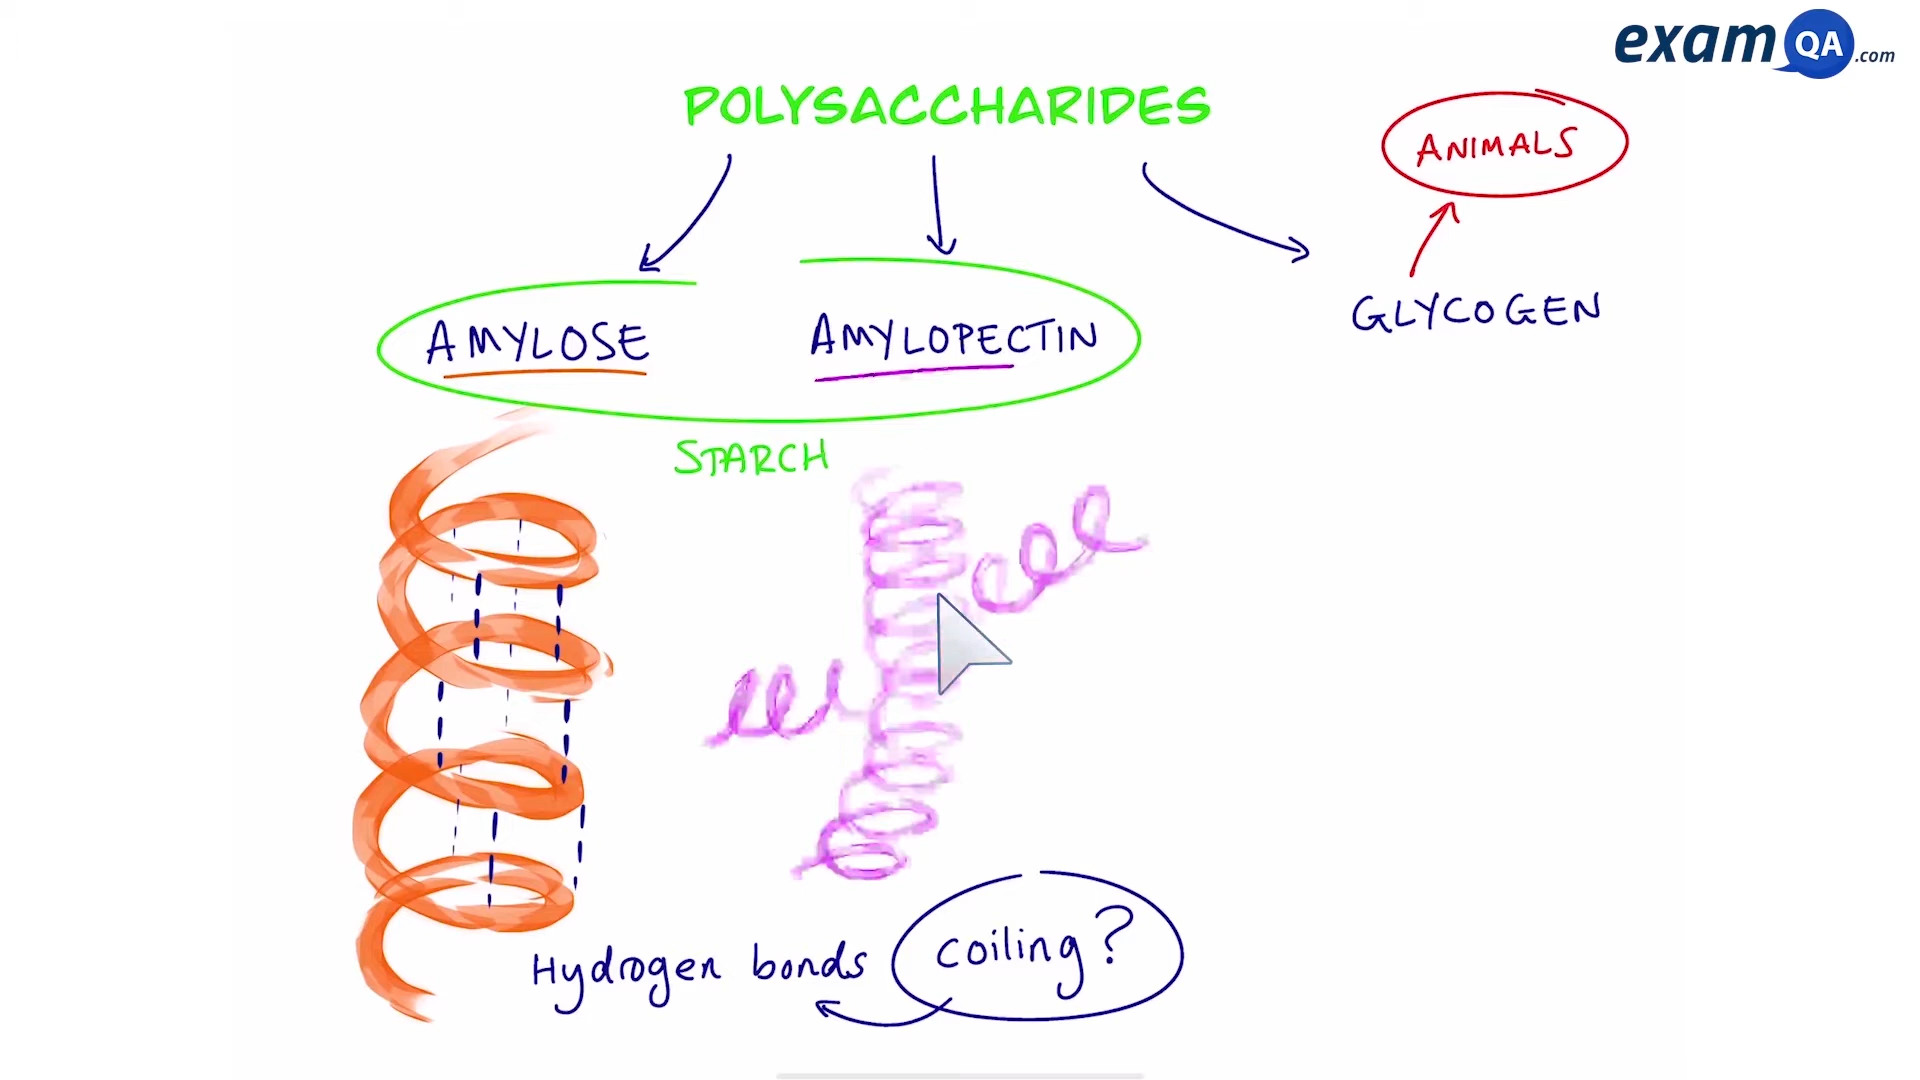 examQA.com
POLYSACCHARIDES
ANIMALS
GLYCOGEN
AMYLOSE AMYLOPECTIN
STARCH
Hydrogen bonds coiling?